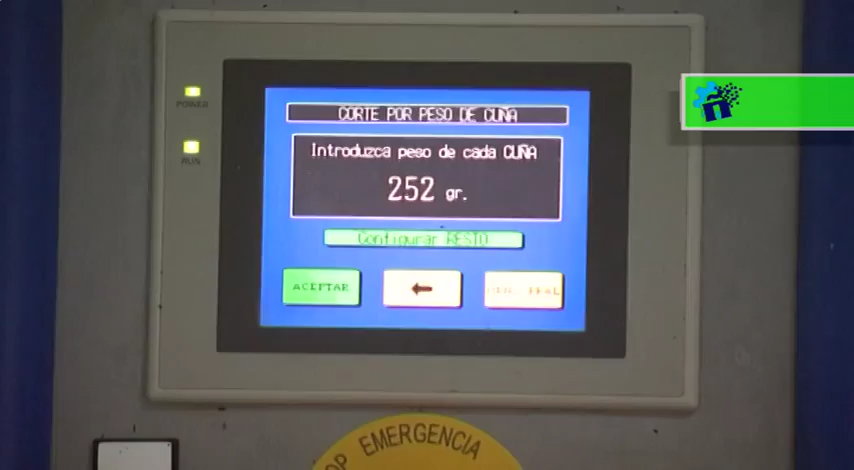 POWER
RUN
CORTE POR PESO DE CUÑA
Introduzca peso de cada CUÑA
252 gr.
Configurar RESTO
ACEPTAR
EMERGENCIA